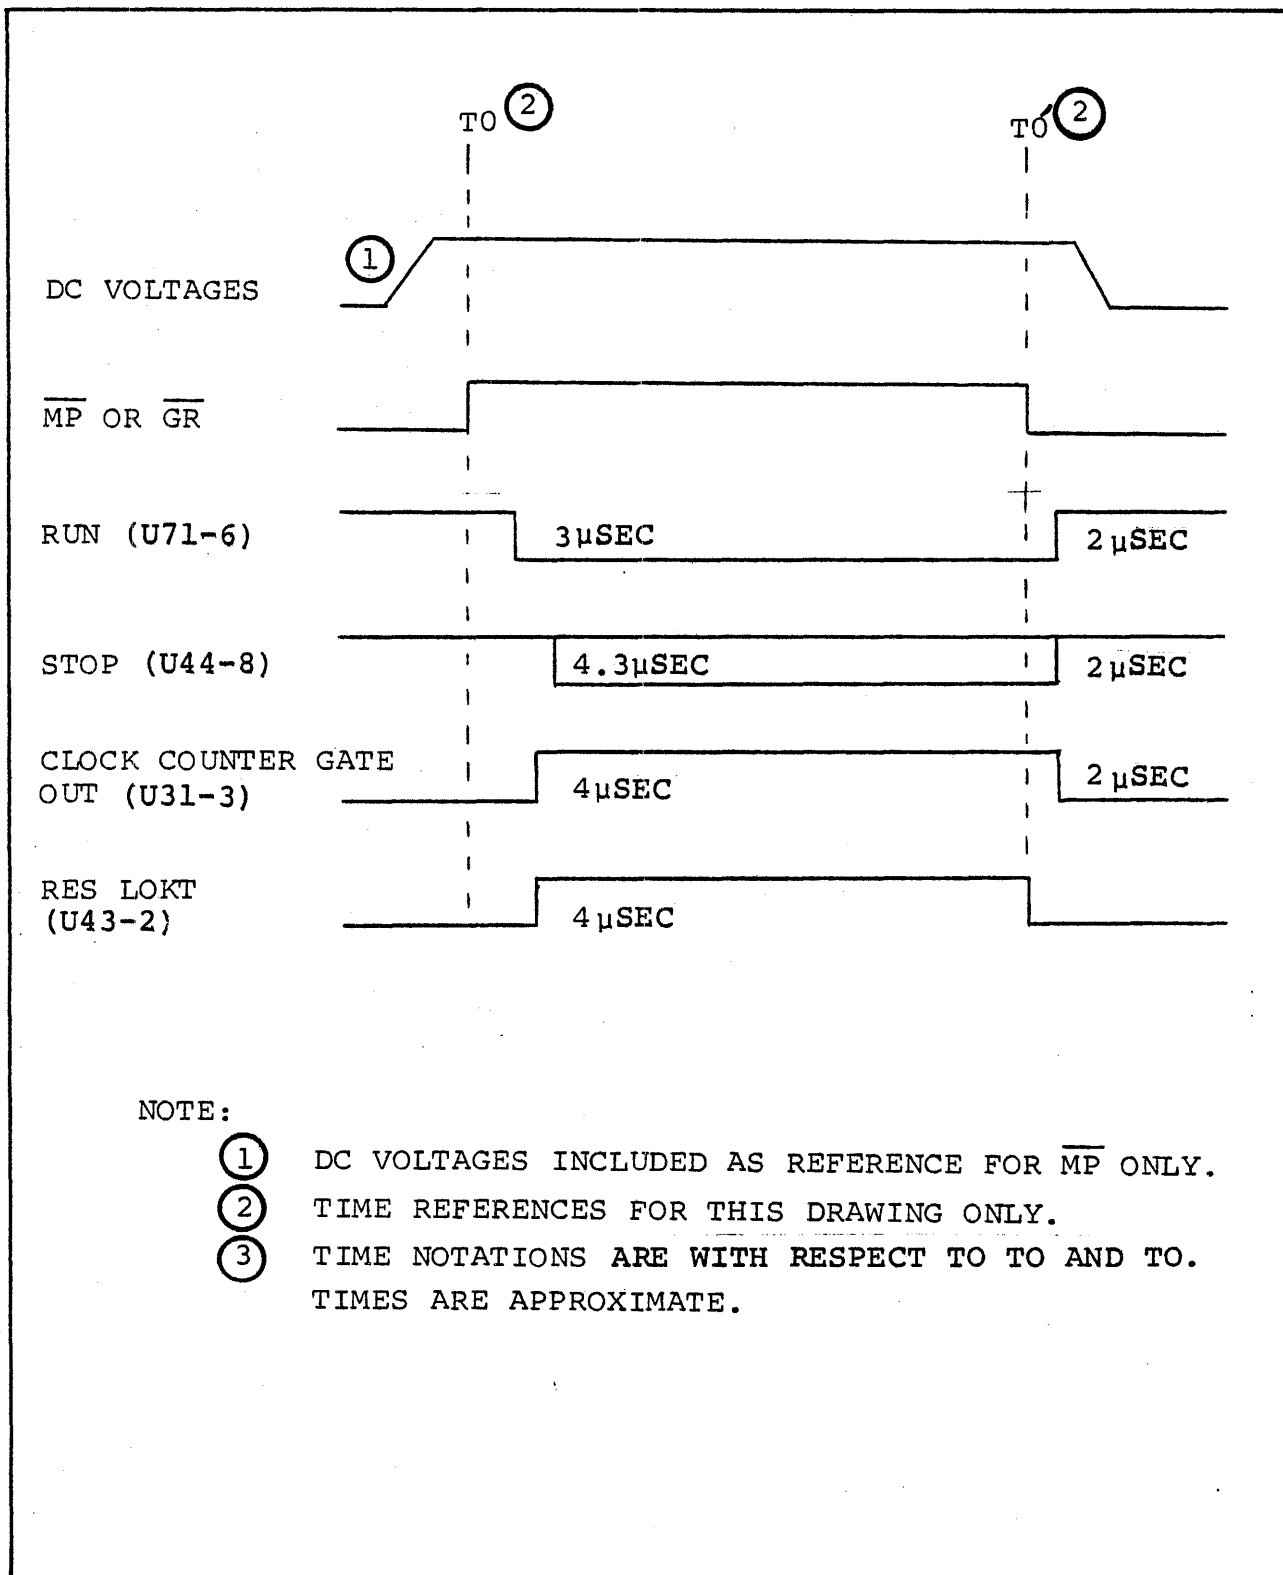 TO ②
TO´ ②
①
DC VOLTAGES
M̅P̅ OR G̅R̅
RUN (U71-6)
3µSEC
2µSEC
STOP (U44-8)
4.3µSEC
2µSEC
CLOCK COUNTER GATE
OUT (U31-3)
4µSEC
2µSEC
RES LOKT
(U43-2)
4µSEC
NOTE:
① DC VOLTAGES INCLUDED AS REFERENCE FOR M̅P̅ ONLY.
② TIME REFERENCES FOR THIS DRAWING ONLY.
③ TIME NOTATIONS ARE WITH RESPECT TO TO AND TO.
TIMES ARE APPROXIMATE.